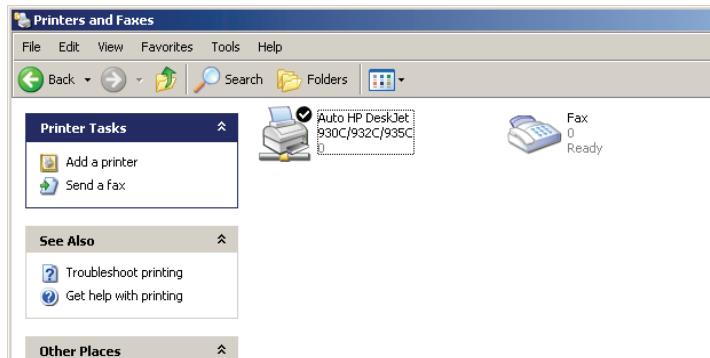 Printers and Faxes
File Edit View Favorites Tools Help
Back Search Folders
Printer Tasks
Add a printer
Send a fax
See Also
Troubleshoot printing
Get help with printing
Other Places
Auto HP DeskJet
930C/932C/935C
0
Fax
0
Ready